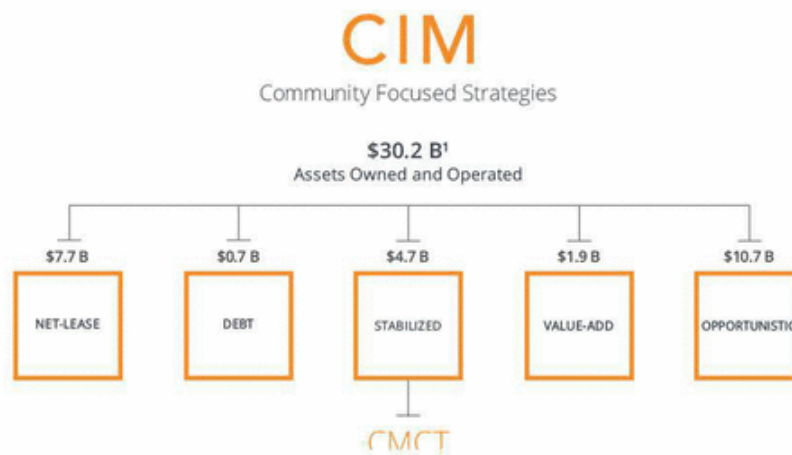 CIM
Community Focused Strategies
$30.2 B¹
Assets Owned and Operated
$7.7 B
$0.7 B
$4.7 B
$1.9 B
$10.7 B
NET-LEASE
DEBT
STABILIZED
VALUE-ADD
OPPORTUNISTIC
CMCT